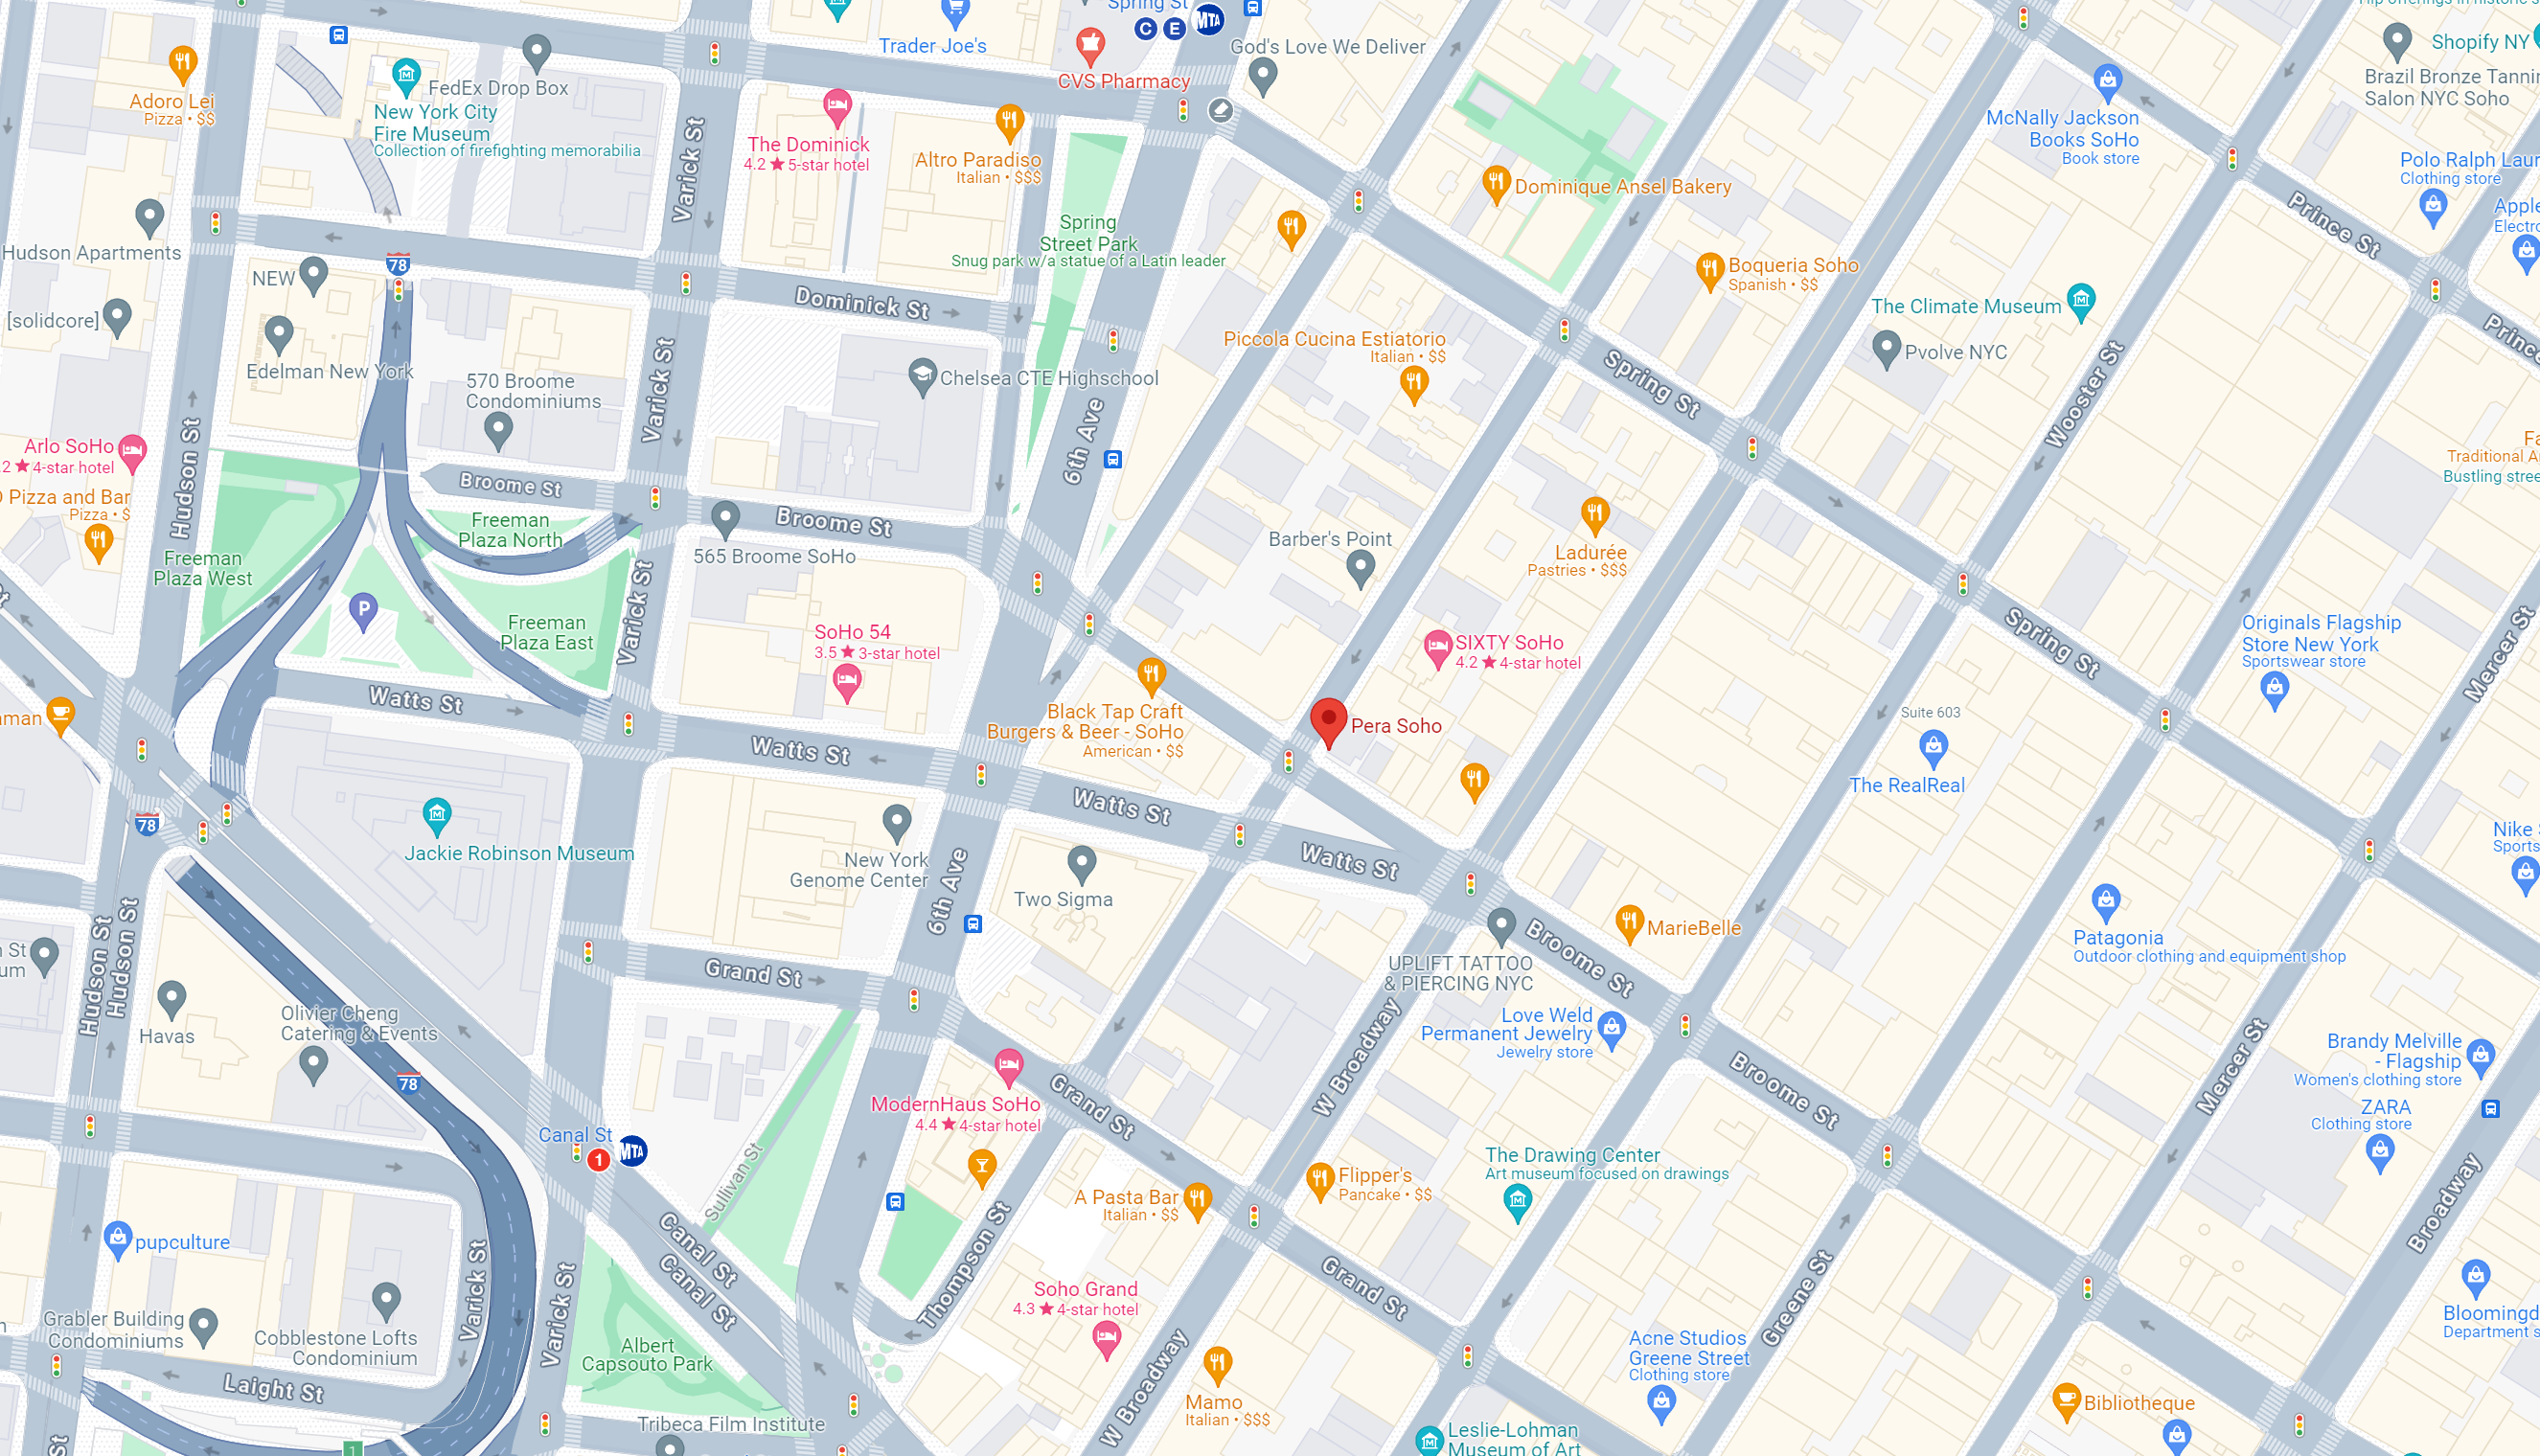 Spring St
C
E
MTA
Trader Joe's
CVS Pharmacy
God's Love We Deliver
Shopify NY
Brazil Bronze Tannin
Salon NYC Soho
McNally Jackson
Books SoHo
Book store
Polo Ralph Laur
Clothing store
Apple
Electro
Prince St
Prince
Adoro Lei
Pizza • $$
FedEx Drop Box
New York City
Fire Museum
Collection of firefighting memorabilia
Varick St
The Dominick
4.2 ★ 5-star hotel
Altro Paradiso
Italian • $$$
Spring
Street Park
Snug park w/a statue of a Latin leader
Dominique Ansel Bakery
Boqueria Soho
Spanish • $$
The Climate Museum
Pvolve NYC
Wooster St
Hudson Apartments
NEW
78
[solidcore]
Edelman New York
570 Broome
Condominiums
Dominick St
Varick St
Chelsea CTE Highschool
6th Ave
Piccola Cucina Estiatorio
Italian • $$
Spring St
Traditional A
Bustling stree
Arlo SoHo
.2 ★ 4-star hotel
Pizza and Bar
Pizza • $
Hudson St
Broome St
Broome St
Freeman
Plaza North
Freeman
Plaza West
565 Broome SoHo
Barber's Point
Ladurée
Pastries • $$$
P
Freeman
Plaza East
Varick St
SoHo 54
3.5 ★ 3-star hotel
SIXTY SoHo
4.2 ★ 4-star hotel
Spring St
Originals Flagship
Store New York
Sportswear store
Mercer St
Watts St
Black Tap Craft
Burgers & Beer - SoHo
American • $$
Pera Soho
Suite 603
The RealReal
Watts St
Watts St
Watts St
78
Jackie Robinson Museum
New York
Genome Center
Two Sigma
6th Ave
Nike
Sports
MarieBelle
Broome St
UPLIFT TATTOO
& PIERCING NYC
Patagonia
Outdoor clothing and equipment shop
Hudson St
Hudson St
Grand St
Havas
Olivier Cheng
Catering & Events
78
Love Weld
Permanent Jewelry
Jewelry store
W Broadway
Broome St
Mercer St
Brandy Melville
- Flagship
Women's clothing store
ZARA
Clothing store
Broadway
ModernHaus SoHo
4.4 ★ 4-star hotel
Grand St
Canal St
1
MTA
Sullivan St
The Drawing Center
Art museum focused on drawings
Flipper's
Pancake • $$
A Pasta Bar
Italian • $$
Canal St
Canal St
Thompson St
pupculture
Varick St
Varick St
Soho Grand
4.3 ★ 4-star hotel
Grand St
Greene St
Grabler Building
Condominiums
Cobblestone Lofts
Condominium
Albert
Capsouto Park
Acne Studios
Greene Street
Clothing store
Bloomingd
Department s
Laight St
W Broadway
Mamo
Italian • $$$
Bibliotheque
Tribeca Film Institute
Leslie-Lohman
Museum of Art
1